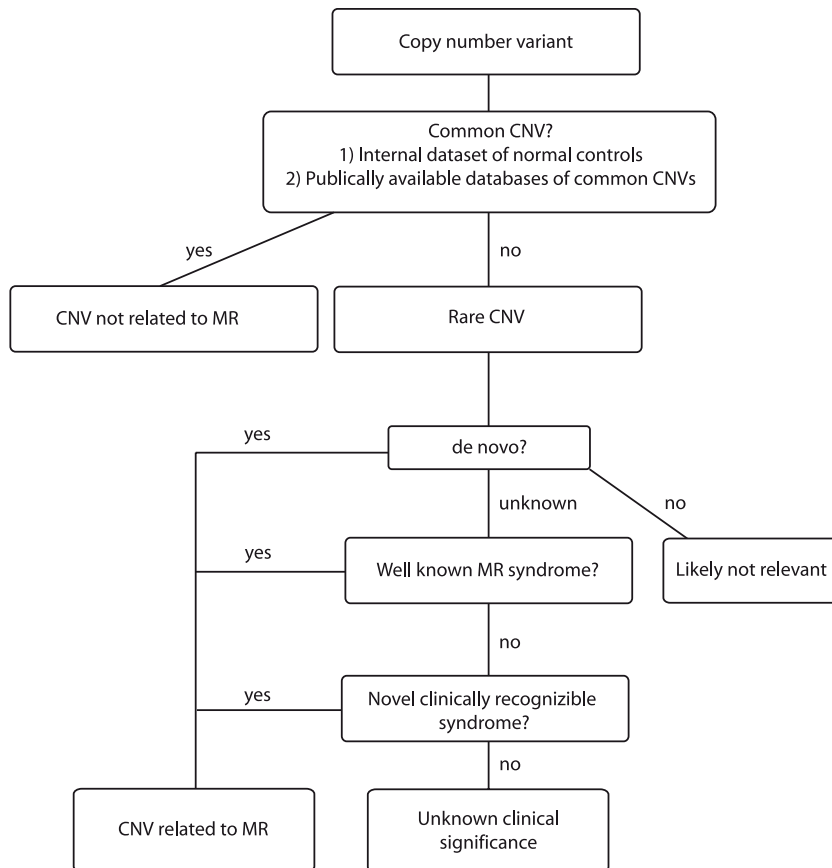 Copy number variant
Common CNV?
1) Internal dataset of normal controls
2) Publically available databases of common CNVs
yes
no
CNV not related to MR
Rare CNV
yes
de novo?
unknown
no
yes
Well known MR syndrome?
Likely not relevant
no
yes
Novel clinically recognizible
syndrome?
no
CNV related to MR
Unknown clinical
significance